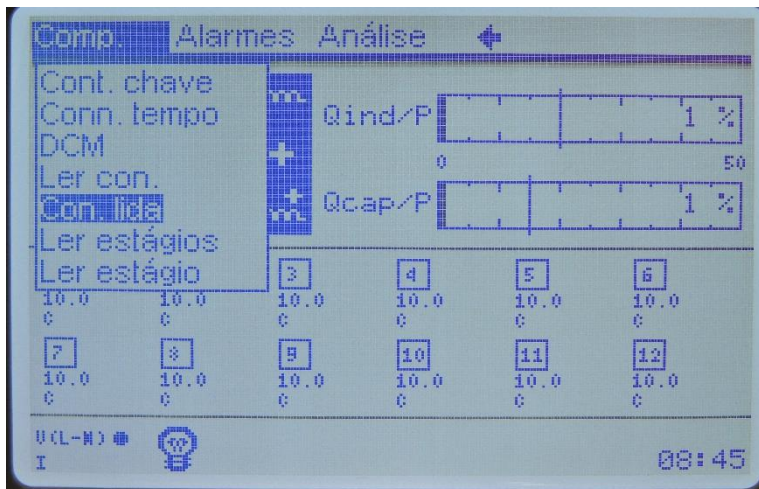 Comp. Alarmes Análise
Cont. chave
Conn. tempo
DCM
Ler con.
Con. lida
Ler estágios
Ler estágio
Qind/P 1 %
0 50
Qcap/P 1 %
3 4 5 6
10.0 10.0 10.0 10.0 10.0 10.0
C C C C C C
7 8 9 10 11 12
10.0 10.0 10.0 10.0 10.0 10.0
C C C C C C
U(L-N)
I
08:45